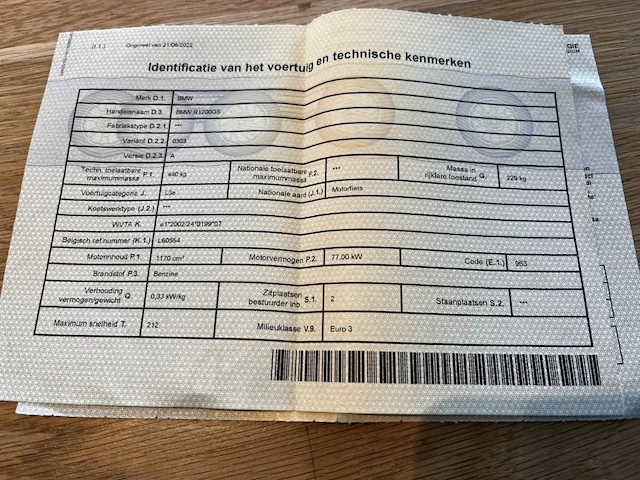 (I.1.) Origineel van 21/06/2022
Identificatie van het voertuig en technische kenmerken
Merk D.1. BMW
Handelsnaam D.3. BMW R1200GS
Fabriekstype D.2.1 ---
Variant D.2.2 0303
Versie D.2.3 A
Techn. toelaatbare maximummassa F.1. 440 kg Nationale toelaatbare maximummassa F.2. --- Massa in rijklare toestand G. 229 kg
Voertuigcategorie J. L3e Nationale aard (J.1.) Motorfiets
Koetswerktype (J.2.) ---
WVTA K. e1*2002/24*0199*07
Belgisch ref.nummer (K.1.) L60554
Motorinhoud P.1. 1170 cm³ Motorvermogen P.2. 77,00 kW Code (E.1.) 953
Brandstof P.3. Benzine
Verhouding vermogen/gewicht Q. 0,33 kW/kg Zitplaatsen bestuurder inb. S.1. 2 Staanplaatsen S.2. ---
Maximum snelheid T. 212 Milieuklasse V.9. Euro 3